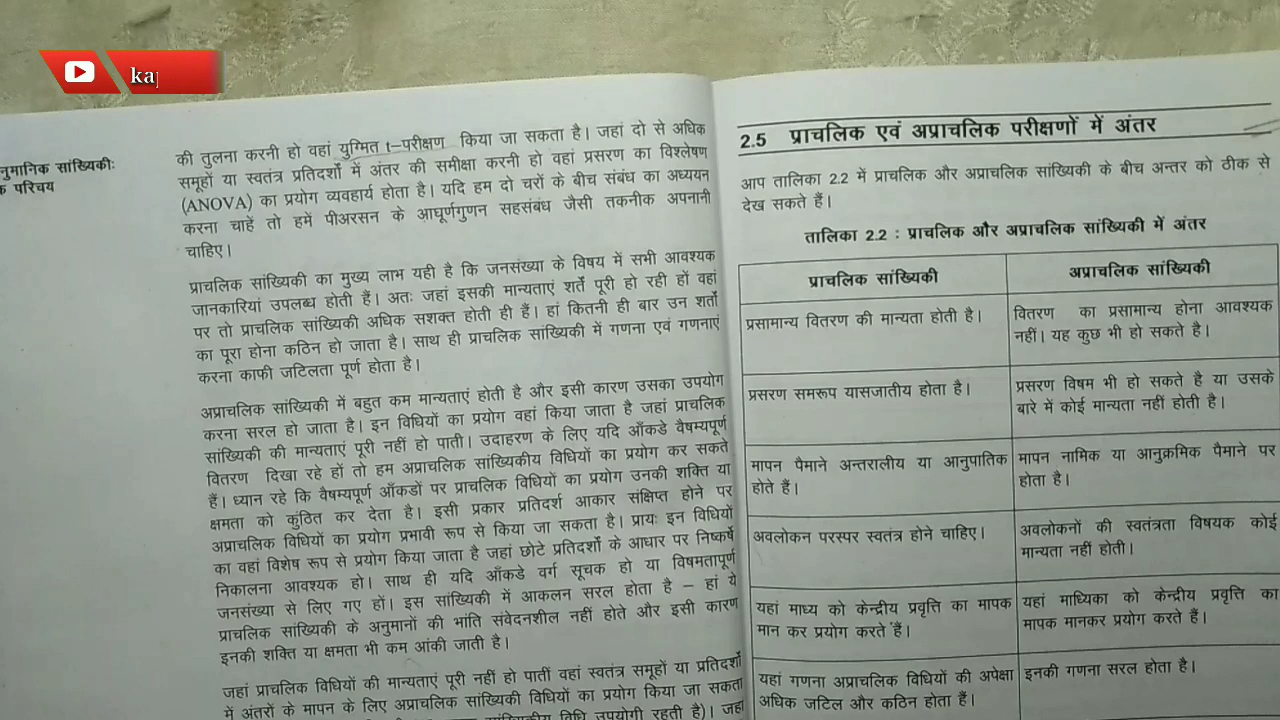 kap
नुमानिक सांख्यिकीः
परिचय
की तुलना करनी हो वहां युग्मित t–परीक्षण किया जा सकता है। जहां दो से अधिक
समूहों या स्वतंत्र प्रतिदर्शों में अंतर की समीक्षा करनी हो वहां प्रसरण का विश्लेषण
(ANOVA) का प्रयोग व्यवहार्य होता है। यदि हम दो चरों के बीच संबंध का अध्ययन
करना चाहें तो हमें पीअरसन के आघूर्णगुणन सहसंबंध जैसी तकनीक अपनानी
चाहिए।
प्राचलिक सांख्यिकी का मुख्य लाभ यही है कि जनसंख्या के विषय में सभी आवश्यक
जानकारियां उपलब्ध होती हैं। अतः जहां इसकी मान्यताएं शर्तें पूरी हो रही हों वहां
पर तो प्राचलिक सांख्यिकी अधिक सशक्त होती ही हैं। हां कितनी ही बार उन शर्तों
का पूरा होना कठिन हो जाता है। साथ ही प्राचलिक सांख्यिकी में गणना एवं गणनाएं
करना काफी जटिलता पूर्ण होता है।
अप्राचलिक सांख्यिकी में बहुत कम मान्यताएं होती है और इसी कारण उसका उपयोग
करना सरल हो जाता है। इन विधियों का प्रयोग वहां किया जाता है जहां प्राचलिक
सांख्यिकी की मान्यताएं पूरी नहीं हो पाती। उदाहरण के लिए यदि आँकडे वैषम्यपूर्ण
वितरण दिखा रहे हों तो हम अप्राचलिक सांख्यिकीय विधियों का प्रयोग कर सकते
हैं। ध्यान रहे कि वैषम्यपूर्ण आँकडों पर प्राचलिक विधियों का प्रयोग उनकी शक्ति या
क्षमता को कुंठित कर देता है। इसी प्रकार प्रतिदर्श आकार संक्षिप्त होने पर
अप्राचलिक विधियों का प्रयोग प्रभावी रूप से किया जा सकता है। प्रायः इन विधियों
का वहां विशेष रूप से प्रयोग किया जाता है जहां छोटे प्रतिदर्शों के आधार पर निष्कर्ष
निकालना आवश्यक हो। साथ ही यदि आँकडे वर्ग सूचक हो या विषमतापूर्ण
जनसंख्या से लिए गए हों। इस सांख्यिकी में आकलन सरल होता है – हां ये
प्राचलिक सांख्यिकी के अनुमानों की भांति संवेदनशील नहीं होते और इसी कारण
इनकी शक्ति या क्षमता भी कम आंकी जाती है।
जहां प्राचलिक विधियों की मान्यताएं पूरी नहीं हो पातीं वहां स्वतंत्र समूहों या प्रतिदर्शों
में अंतरों के मापन के लिए अप्राचलिक सांख्यिकी विधियों का प्रयोग किया जा सकता
विधि उपयोगी रहती है)। जहां
2.5 प्राचलिक एवं अप्राचलिक परीक्षणों में अंतर
आप तालिका 2.2 में प्राचलिक और अप्राचलिक सांख्यिकी के बीच अन्तर को ठीक से
देख सकते हैं।
तालिका 2.2 : प्राचलिक और अप्राचलिक सांख्यिकी में अंतर
प्राचलिक सांख्यिकी
अप्राचलिक सांख्यिकी
प्रसामान्य वितरण की मान्यता होती है।
वितरण का प्रसामान्य होना आवश्यक
नहीं। यह कुछ भी हो सकते है।
प्रसरण समरूप यासजातीय होता है।
प्रसरण विषम भी हो सकते है या उसके
बारे में कोई मान्यता नहीं होती है।
मापन पैमाने अन्तरालीय या आनुपातिक
होते हैं।
मापन नामिक या आनुक्रमिक पैमाने पर
होता है।
अवलोकन परस्पर स्वतंत्र होने चाहिए।
अवलोकनों की स्वतंत्रता विषयक कोई
मान्यता नहीं होती।
यहां माध्य को केन्द्रीय प्रवृत्ति का मापक
मान कर प्रयोग करते हैं।
यहां माध्यिका को केन्द्रीय प्रवृत्ति का
मापक मानकर प्रयोग करते हैं।
यहां गणना अप्राचलिक विधियों की अपेक्षा
अधिक जटिल और कठिन होता हैं।
इनकी गणना सरल होता है।